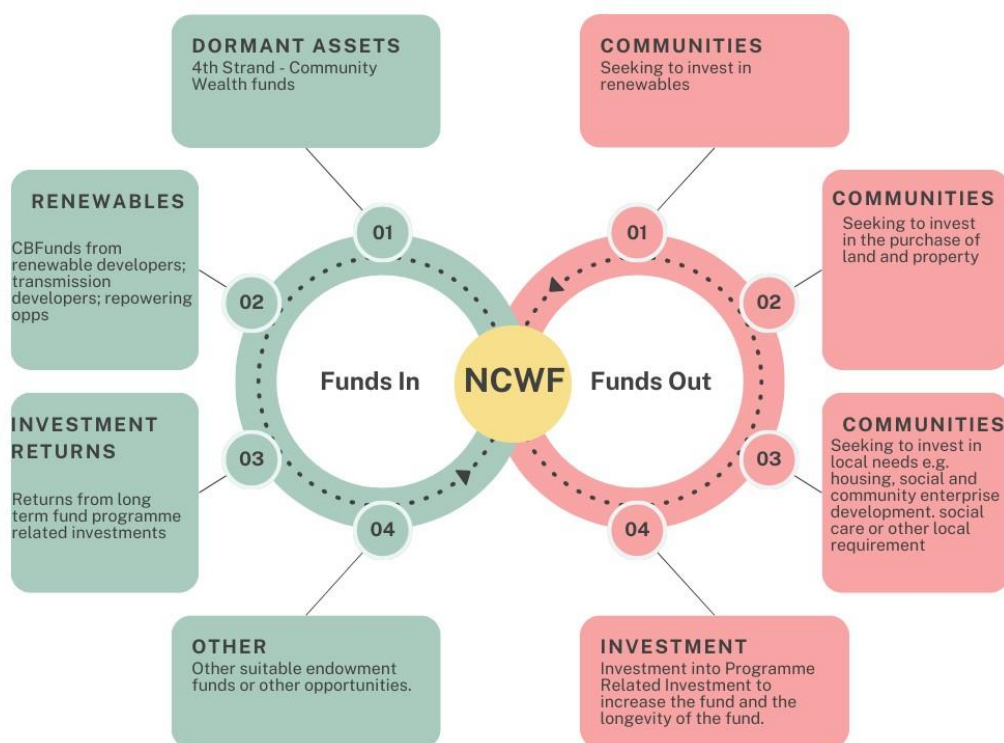 DORMANT ASSETS
4th Strand - Community
Wealth funds
COMMUNITIES
Seeking to invest in
renewables
RENEWABLES
CBFunds from
renewable developers;
transmission
developers; repowering
opps
COMMUNITIES
Seeking to invest
in the purchase of
land and property
01
01
02
02
Funds In
NCWF
Funds Out
INVESTMENT
RETURNS
Returns from long
term fund programme
related investments
COMMUNITIES
Seeking to invest in
local needs e.g.
housing, social and
community enterprise
development. social
care or other local
requirement
03
03
04
04
OTHER
Other suitable endowment
funds or other opportunities.
INVESTMENT
Investment into Programme
Related Investment to
increase the fund and the
longevity of the fund.